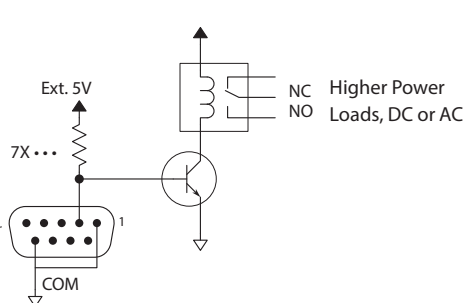 Ext. 5V
7X •••
NC
NO
Higher Power
Loads, DC or AC
1
COM